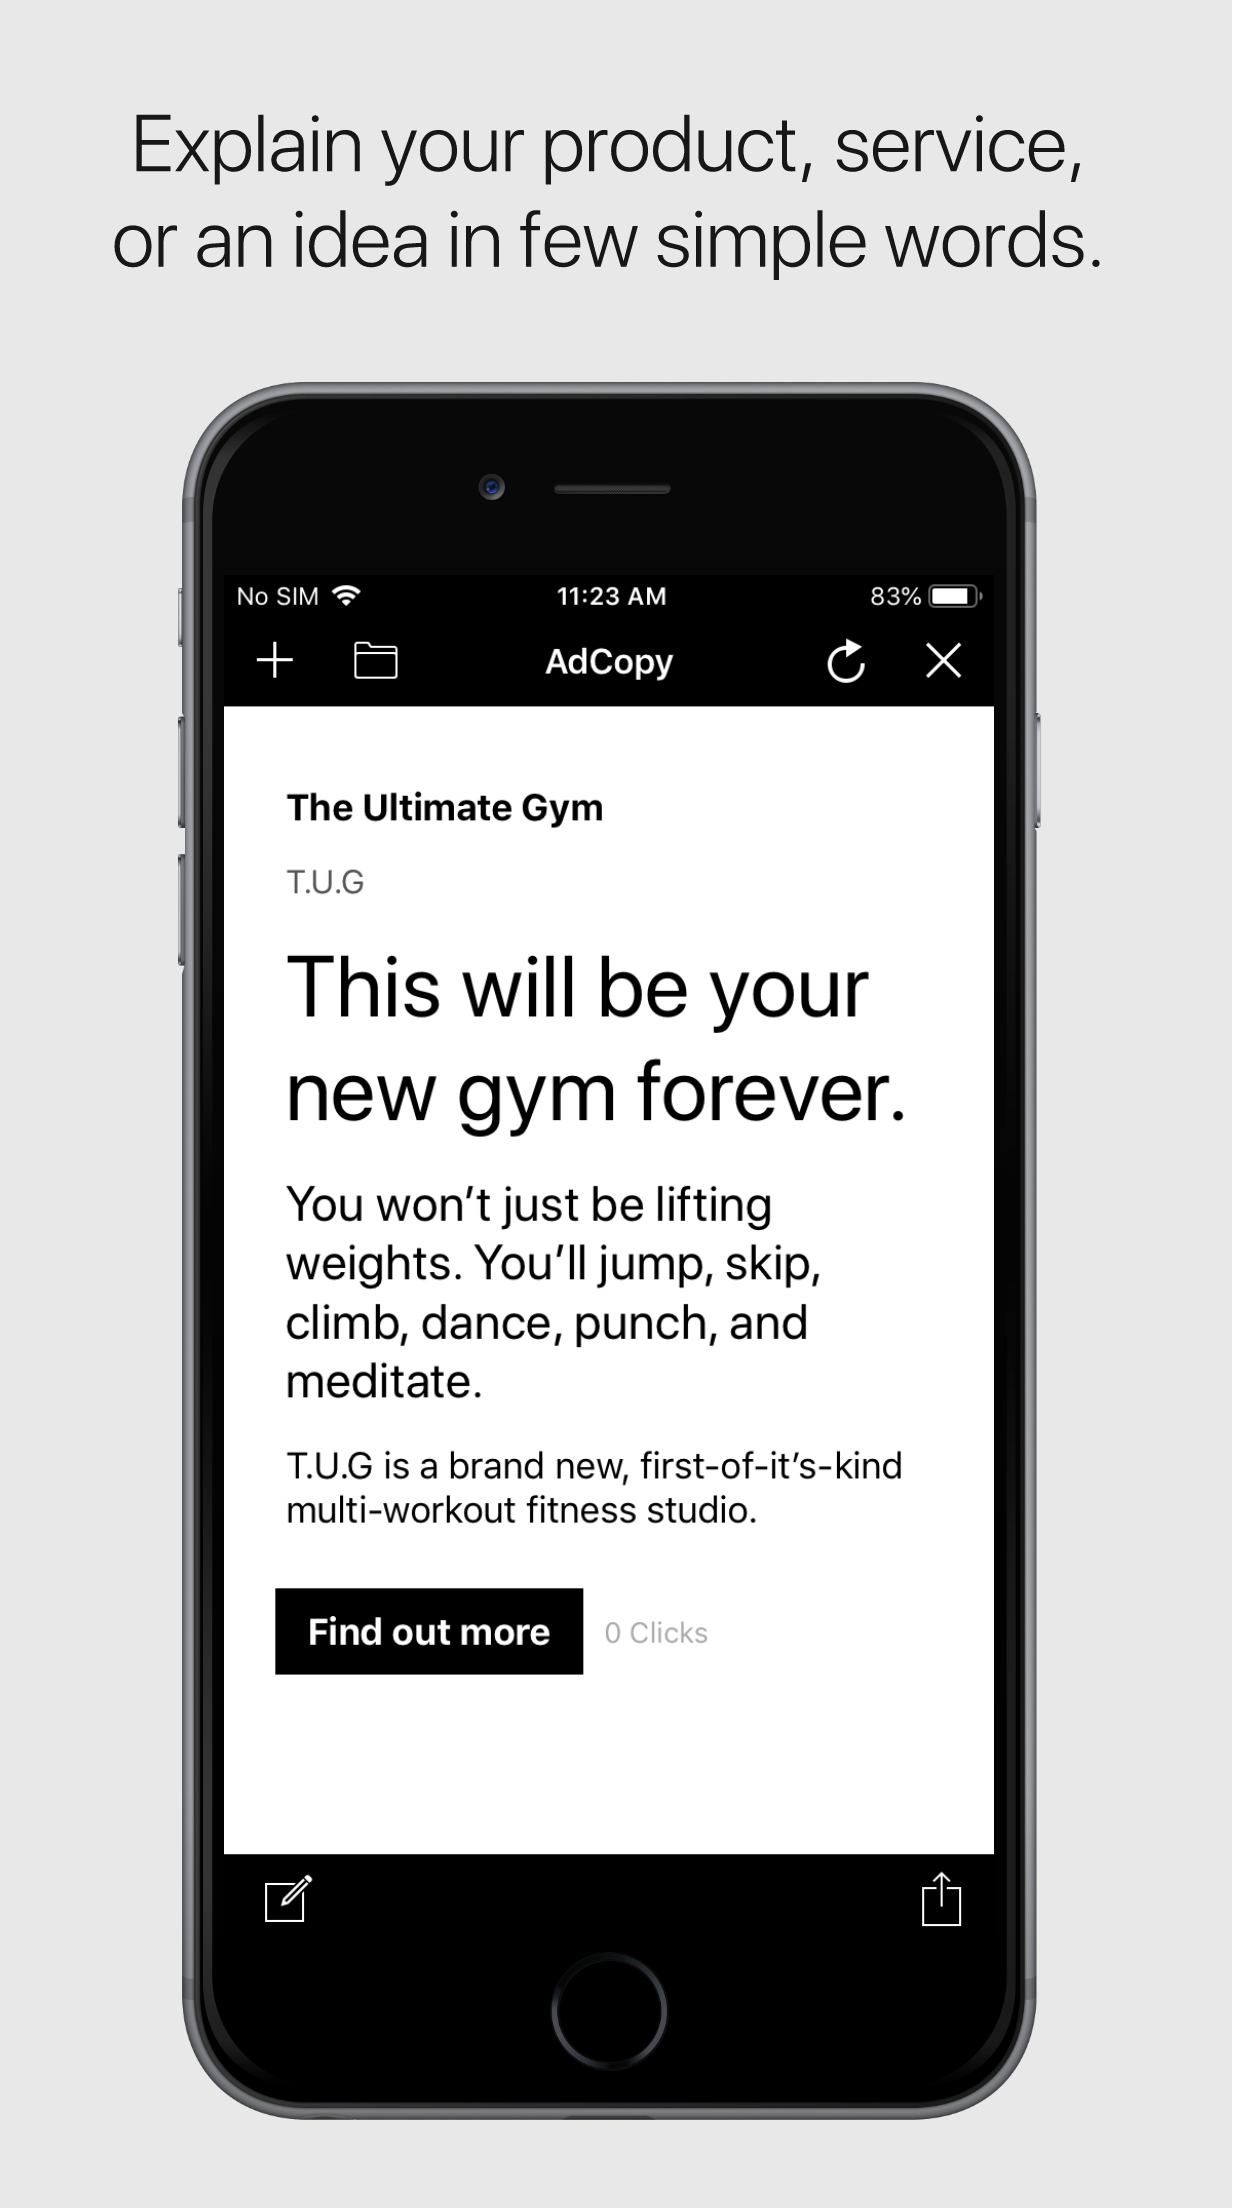 Explain your product, service,
or an idea in few simple words.
No SIM 11:23 AM 83%
AdCopy
The Ultimate Gym
T.U.G
This will be your
new gym forever.
You won’t just be lifting
weights. You’ll jump, skip,
climb, dance, punch, and
meditate.
T.U.G is a brand new, first-of-it’s-kind
multi-workout fitness studio.
Find out more 0 Clicks